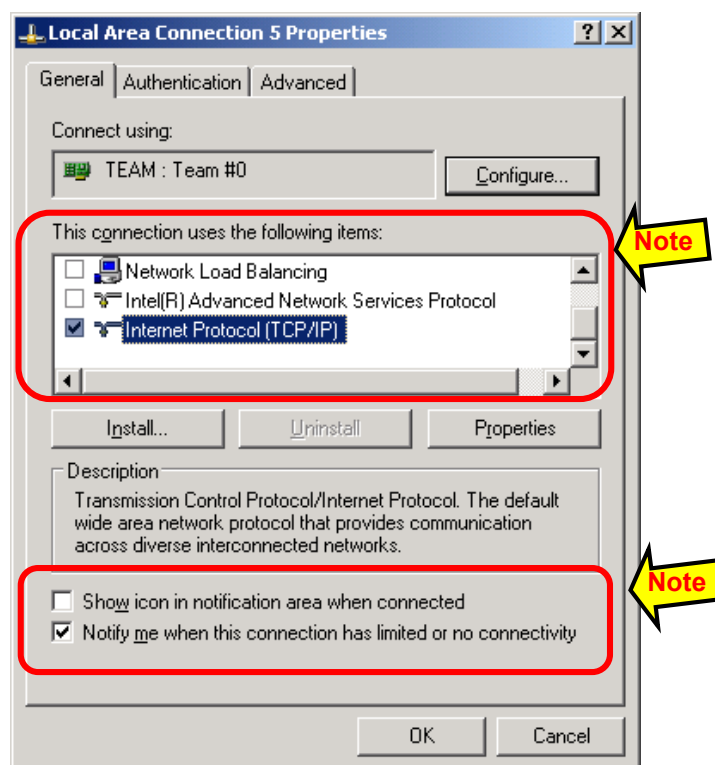 Local Area Connection 5 Properties
General Authentication Advanced
Connect using:
TEAM : Team #0
Configure...
This connection uses the following items:
Note
Network Load Balancing
Intel(R) Advanced Network Services Protocol
Internet Protocol (TCP/IP)
Install... Uninstall Properties
Description
Transmission Control Protocol/Internet Protocol. The default
wide area network protocol that provides communication
across diverse interconnected networks.
Note
Show icon in notification area when connected
Notify me when this connection has limited or no connectivity
OK Cancel